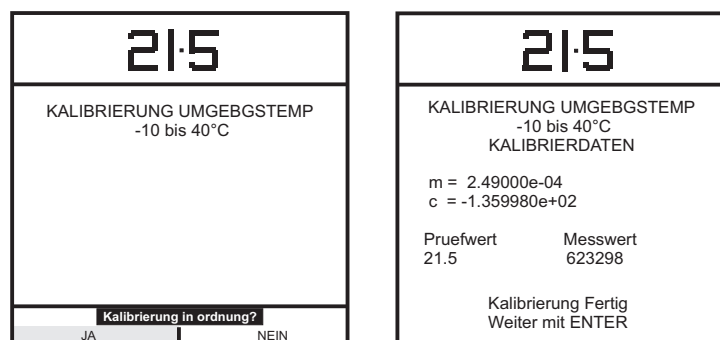 21.5
KALIBRIERUNG UMGEBGSTEMP
-10 bis 40°C
Kalibrierung in ordnung?
JA NEIN
21.5
KALIBRIERUNG UMGEBGSTEMP
-10 bis 40°C
KALIBRIERDATEN
m = 2.49000e-04
c = -1.359980e+02
Pruefwert Messwert
21.5 623298
Kalibrierung Fertig
Weiter mit ENTER